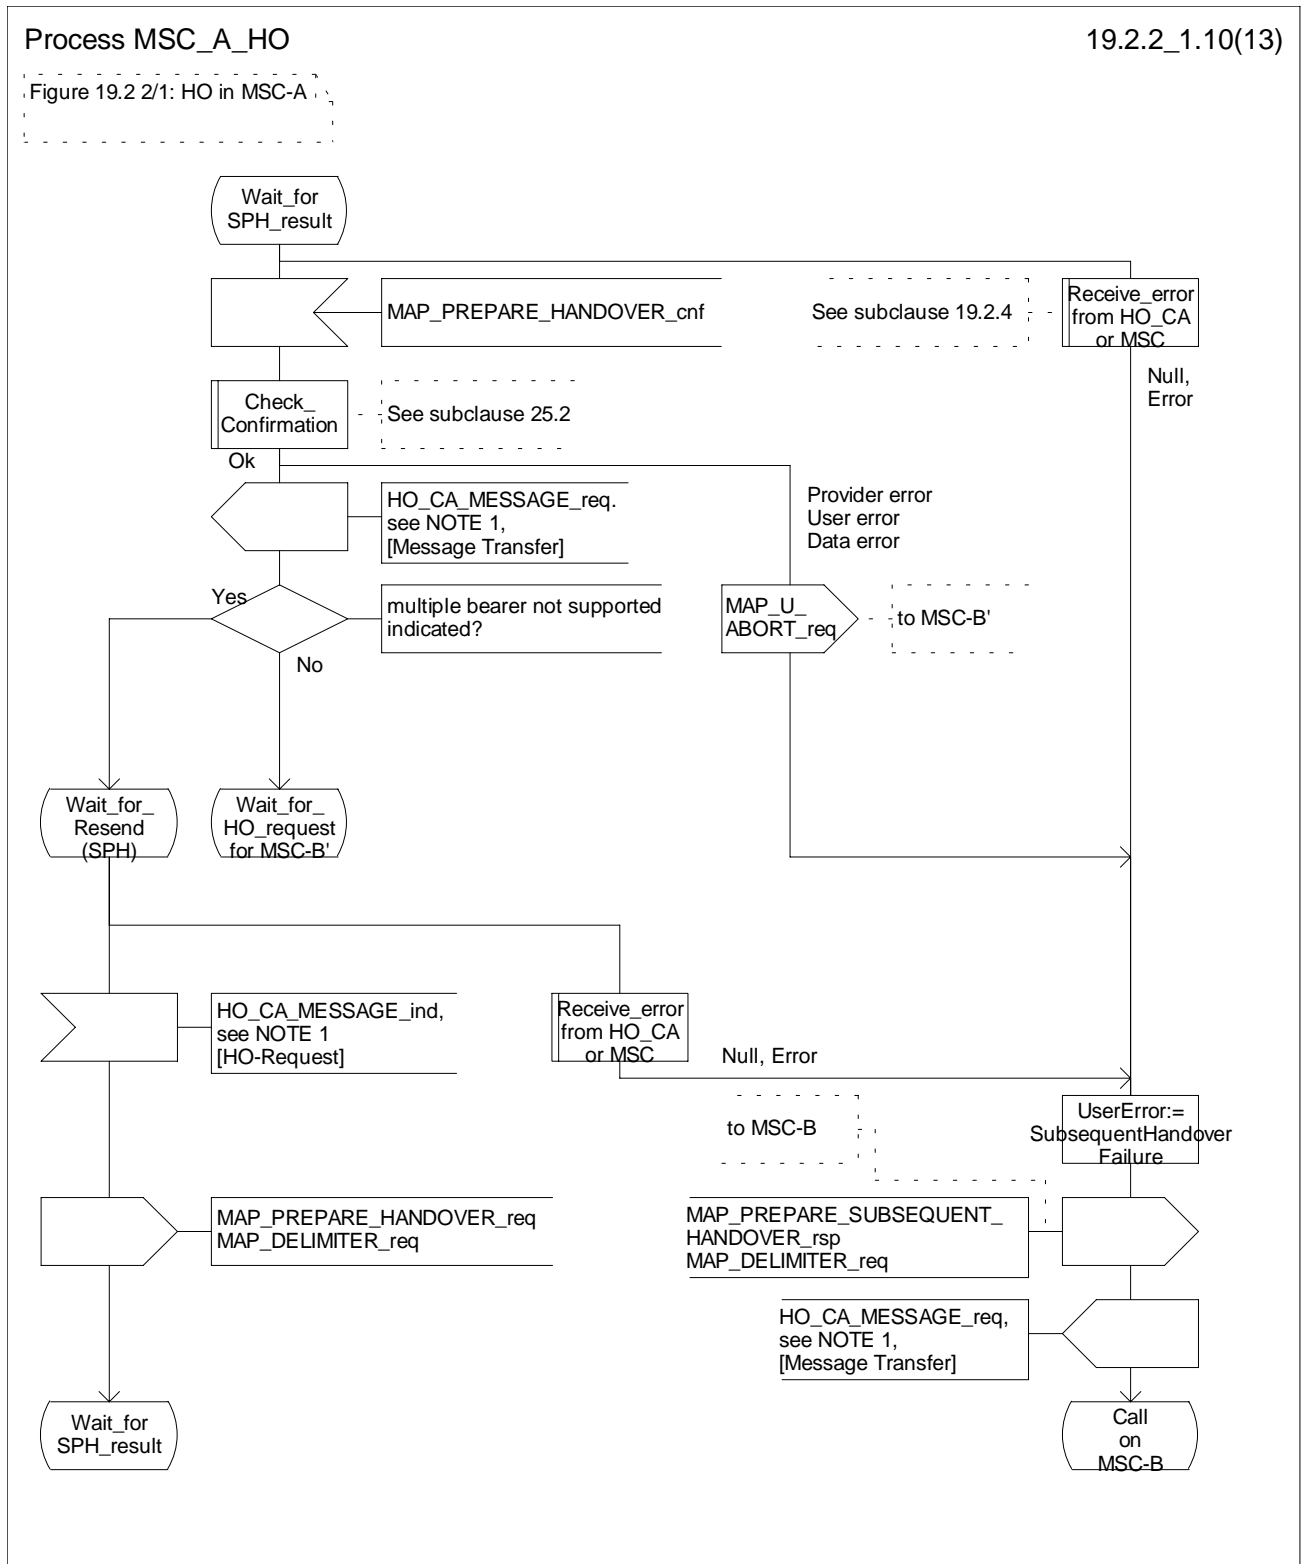 Process MSC_A_HO
19.2.2_1.10(13)
Figure 19.2 2/1: HO in MSC-A
Wait_for
SPH_result
MAP_PREPARE_HANDOVER_cnf
See subclause 19.2.4
Receive_error
from HO_CA
or MSC
Null,
Error
Check_
Confirmation
See subclause 25.2
Ok
HO_CA_MESSAGE_req.
see NOTE 1,
[Message Transfer]
Provider error
User error
Data error
Yes
multiple bearer not supported
indicated?
No
MAP_U_
ABORT_req
to MSC-B'
Wait_for_
Resend
(SPH)
Wait_for_
HO_request
for MSC-B'
HO_CA_MESSAGE_ind,
see NOTE 1
[HO-Request]
Receive_error
from HO_CA
or MSC
Null, Error
to MSC-B
UserError:=
SubsequentHandover
Failure
MAP_PREPARE_HANDOVER_req
MAP_DELIMITER_req
MAP_PREPARE_SUBSEQUENT_
HANDOVER_rsp
MAP_DELIMITER_req
HO_CA_MESSAGE_req,
see NOTE 1,
[Message Transfer]
Wait_for
SPH_result
Call
on
MSC-B